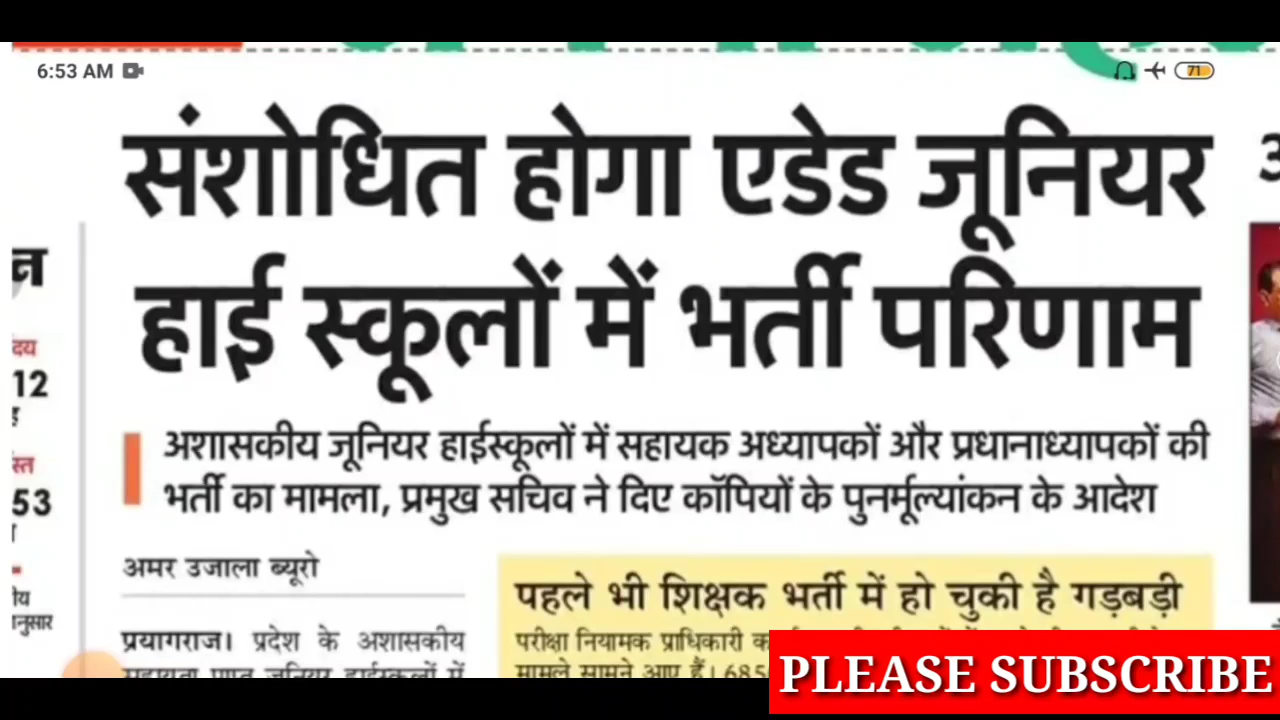 6:53 AM
71
संशोधित होगा एडेड जूनियर
हाई स्कूलों में भर्ती परिणाम
अशासकीय जूनियर हाईस्कूलों में सहायक अध्यापकों और प्रधानाध्यापकों की
भर्ती का मामला, प्रमुख सचिव ने दिए कॉपियों के पुनर्मूल्यांकन के आदेश
12
53
अमर उजाला ब्यूरो
प्रयागराज। प्रदेश के अशासकीय
पहले भी शिक्षक भर्ती में हो चुकी है गड़बड़ी
परीक्षा नियामक प्राधिकारी
मामले सामने आए हैं।
PLEASE SUBSCRIBE